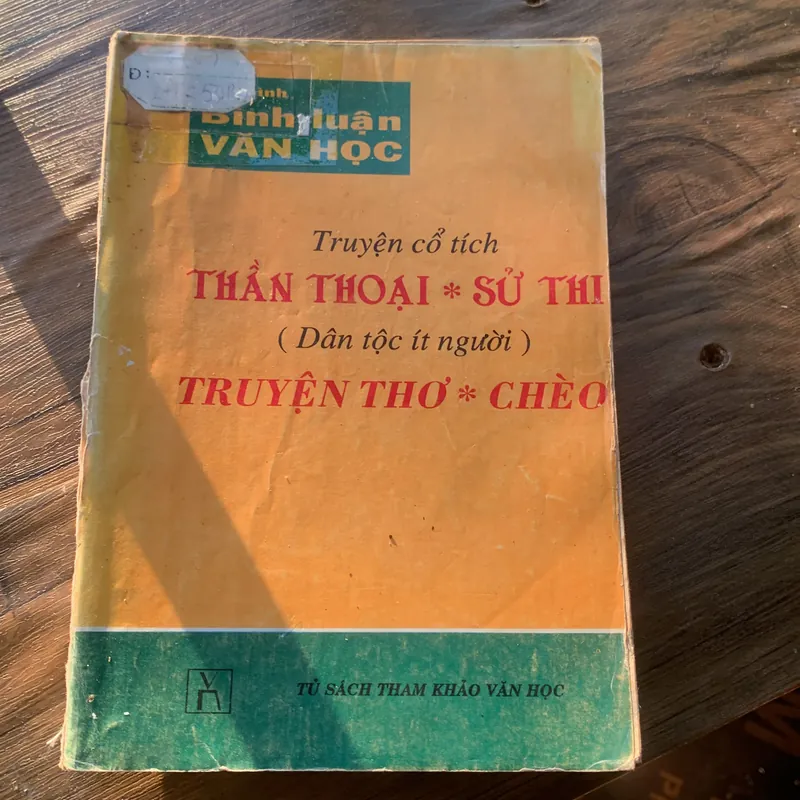 Đ:
Bình luận
VĂN HỌC
Truyện cổ tích
THẦN THOẠI * SỬ THI
( Dân tộc ít người )
TRUYỆN THƠ * CHÈO
TỦ SÁCH THAM KHẢO VĂN HỌC